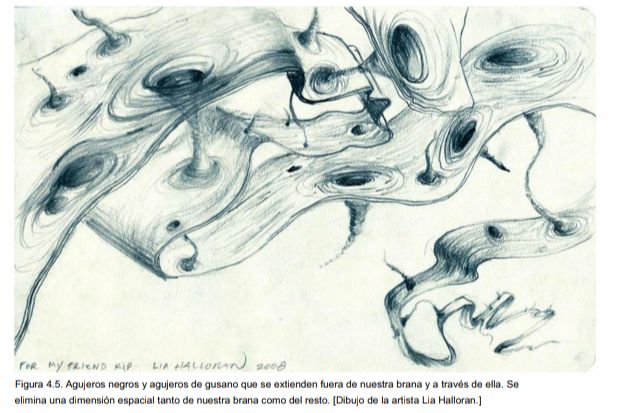 FOR MY FRIEND KIP LIA HALLORAN 2008
Figura 4.5. Agujeros negros y agujeros de gusano que se extienden fuera de nuestra brana y a través de ella. Se
elimina una dimensión espacial tanto de nuestra brana como del resto. [Dibujo de la artista Lia Halloran.]